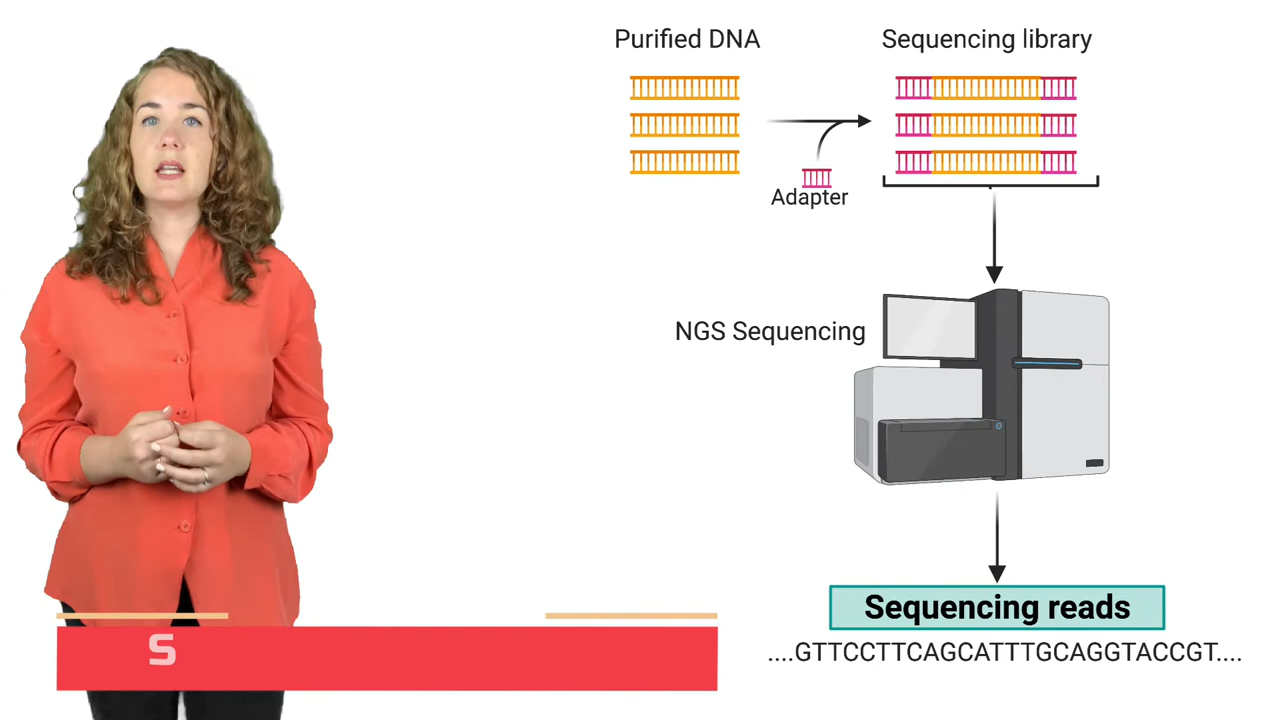 Purified DNA
Sequencing library
Adapter
NGS Sequencing
Sequencing reads
....GTTCCTTCAGCATTTGCAGGTACCGT....
S